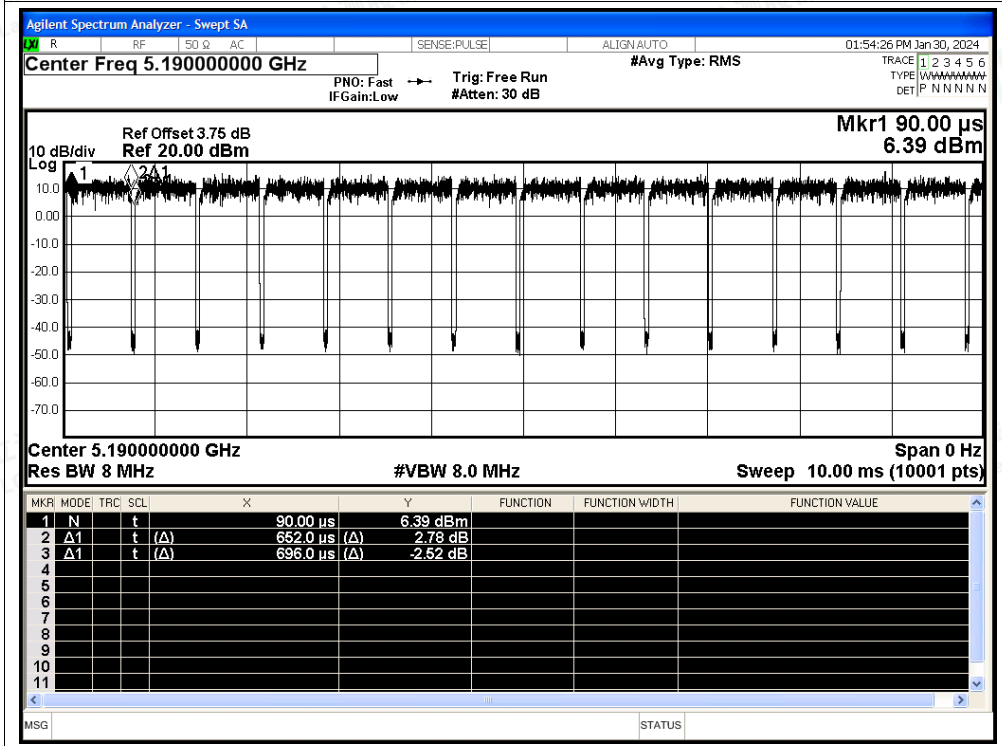 Agilent Spectrum Analyzer - Swept SA
LXI R RF 50 Ω AC SENSE:PULSE ALIGN AUTO 01:54:26 PM Jan 30, 2024
Center Freq 5.190000000 GHz #Avg Type: RMS TRACE 1 2 3 4 5 6
PNO: Fast Trig: Free Run TYPE WWWWWW
IFGain:Low #Atten: 30 dB DET P N N N N N
Mkr1 90.00 µs
6.39 dBm
Ref Offset 3.75 dB
10 dB/div Ref 20.00 dBm
Log
1 2Δ1
10.0
0.00
-10.0
-20.0
-30.0
-40.0
-50.0
-60.0
-70.0
Center 5.190000000 GHz Span 0 Hz
Res BW 8 MHz #VBW 8.0 MHz Sweep 10.00 ms (10001 pts)
MKR MODE TRC SCL X Y FUNCTION FUNCTION WIDTH FUNCTION VALUE
1 N t 90.00 µs 6.39 dBm
2 Δ1 t (Δ) 652.0 µs (Δ) 2.78 dB
3 Δ1 t (Δ) 696.0 µs (Δ) -2.52 dB
4
5
6
7
8
9
10
11
MSG STATUS